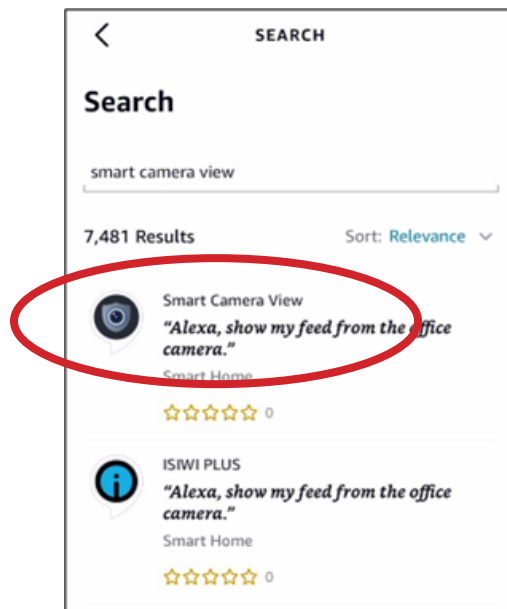 SEARCH
Search
smart camera view
7,481 Results
Sort: Relevance
Smart Camera View
“Alexa, show my feed from the office
camera.”
Smart Home
0
ISIWI PLUS
“Alexa, show my feed from the office
camera.”
Smart Home
0